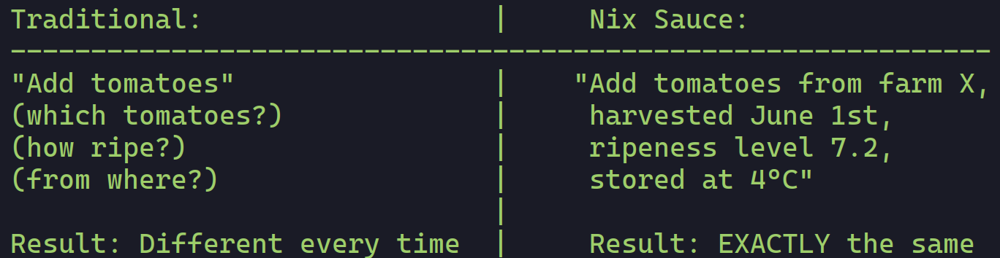 Traditional:                   |     Nix Sauce:
-------------------------------------------------------------
"Add tomatoes"                 |    "Add tomatoes from farm X,
(which tomatoes?)              |     harvested June 1st,
(how ripe?)                    |     ripeness level 7.2,
(from where?)                  |     stored at 4°C"
                               |
Result: Different every time   |     Result: EXACTLY the same